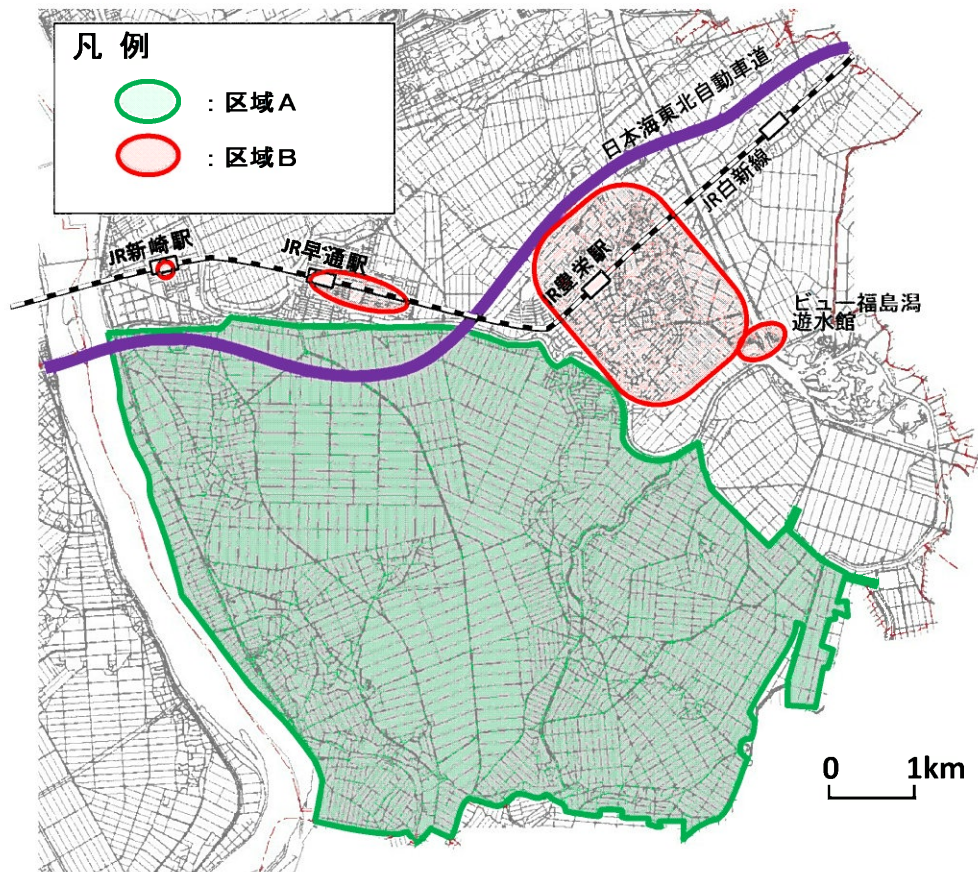 凡 例
：区域A
：区域B
日本海東北自動車道
JR白新線
JR新崎駅
JR早通駅
JR豊栄駅
ビュー福島潟
遊水館
0 1km